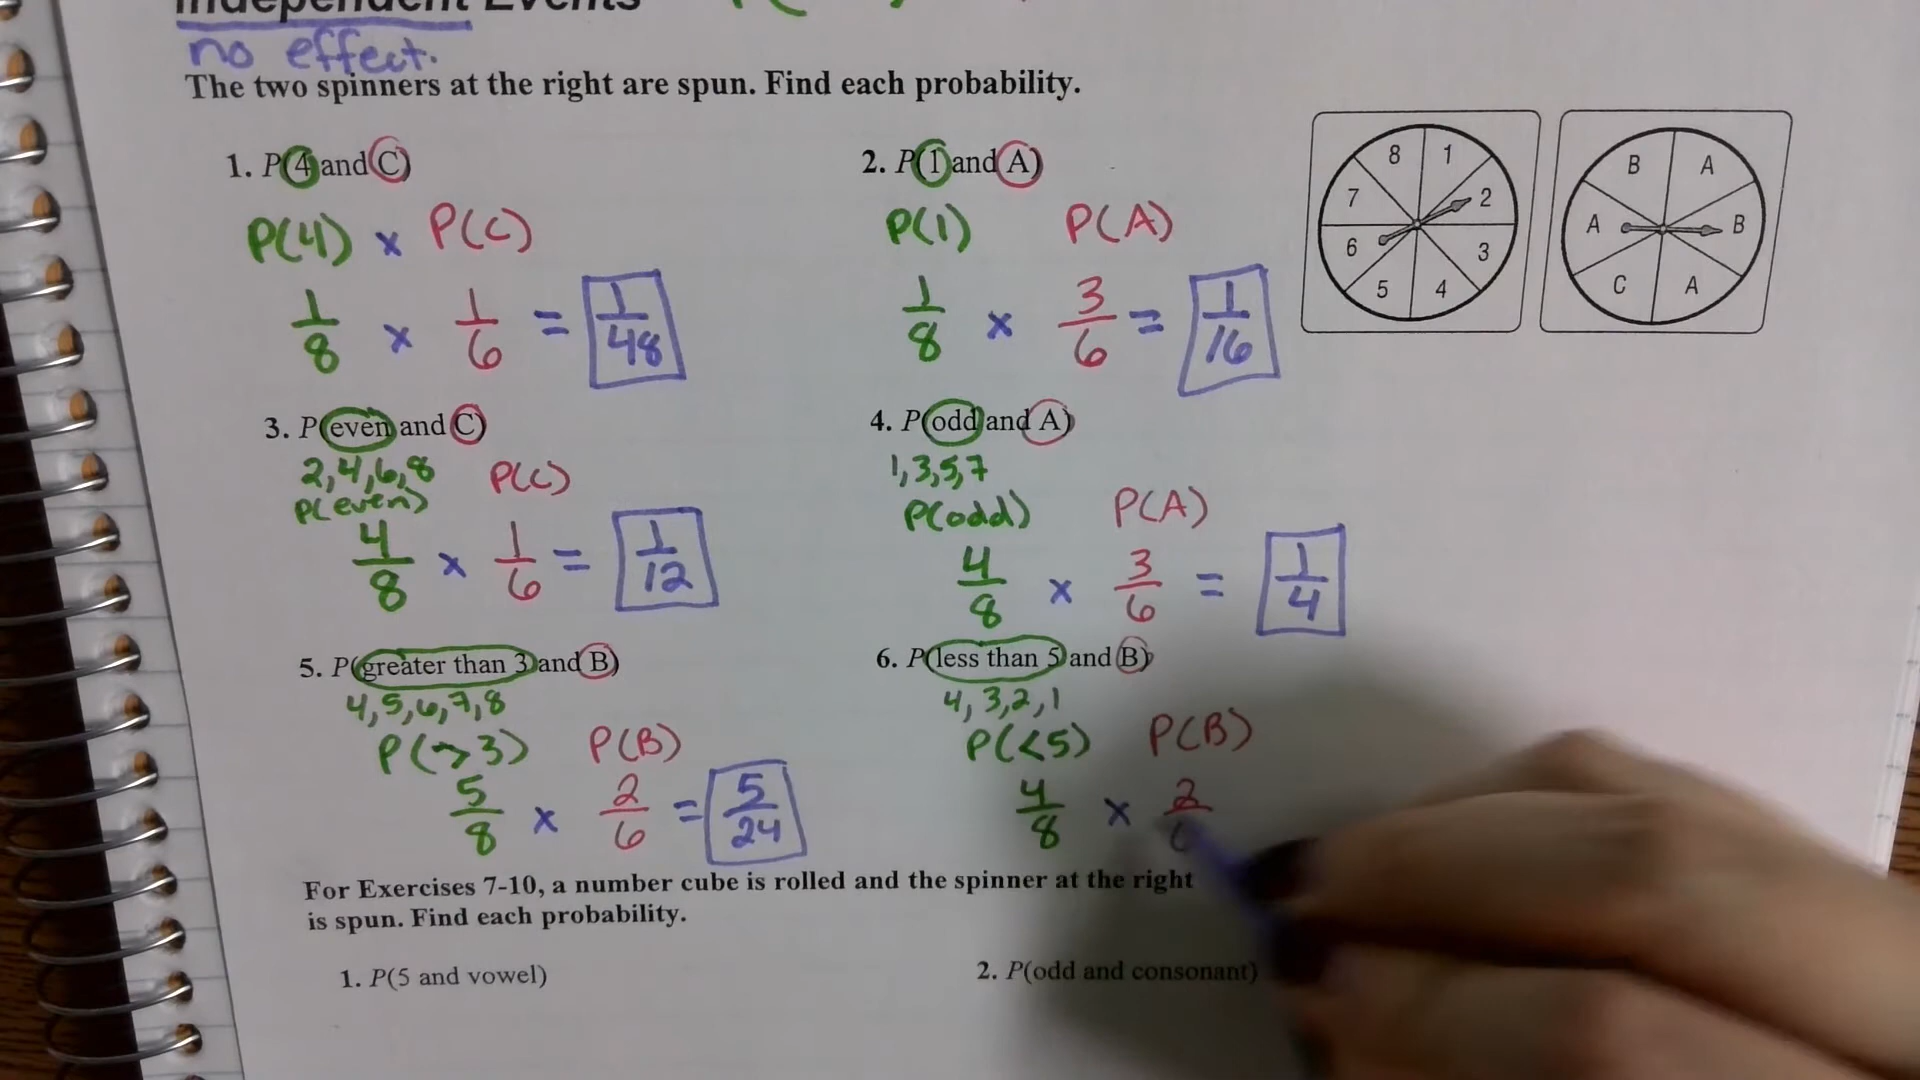 Independent Events
no effect.
The two spinners at the right are spun. Find each probability.
1. P(4 and C)
P(4) x P(C)
1/8 x 1/6 = 1/48
2. P(1 and A)
P(1) P(A)
1/8 x 3/6 = 1/16
8 1
7 2
6 3
5 4
B A
A B
C A
3. P(even and C)
2,4,6,8
P(even) P(C)
4/8 x 1/6 = 1/12
4. P(odd and A)
1,3,5,7
P(odd) P(A)
4/8 x 3/6 = 1/4
5. P(greater than 3 and B)
4,5,6,7,8
P(>3) P(B)
5/8 x 2/6 = 5/24
6. P(less than 5 and B)
4,3,2,1
P(<5) P(B)
4/8 x 2/6
For Exercises 7-10, a number cube is rolled and the spinner at the right
is spun. Find each probability.
1. P(5 and vowel)
2. P(odd and consonant)